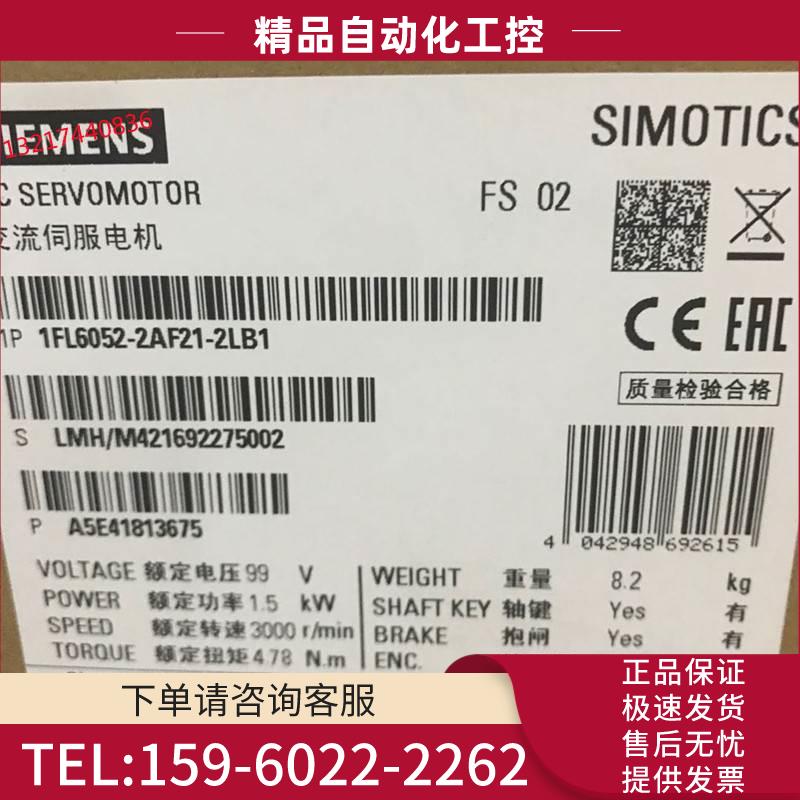 精品自动化工控
13217440836
IEMENS
SIMOTICS
C SERVOMOTOR
FS 02
交流伺服电机
1P 1FL6052-2AF21-2LB1
CE EAC
质量检验合格
S LMH/M421692275002
P A5E41813675
4 042948 692615
VOLTAGE 额定电压 99 V
POWER 额定功率 1.5 kW
SPEED 额定转速 3000 r/min
TORQUE 额定扭矩 4.78 N.m
WEIGHT 重量 8.2 kg
SHAFT KEY 轴键 Yes 有
BRAKE 抱闸 Yes 有
ENC.
下单请咨询客服
TEL:159-6022-2262
正品保证
极速发货
售后无忧
提供发票